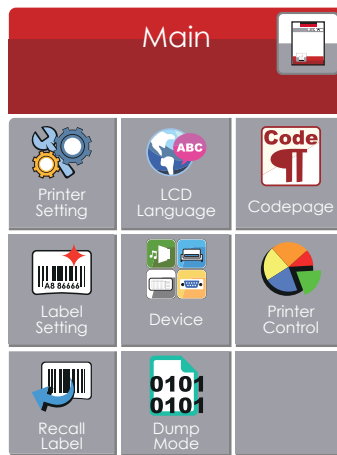 Main
Printer
Setting
ABC
LCD
Language
Code
Codepage
A8 86666
Label
Setting
Device
Printer
Control
Recall
Label
0101
0101
Dump
Mode